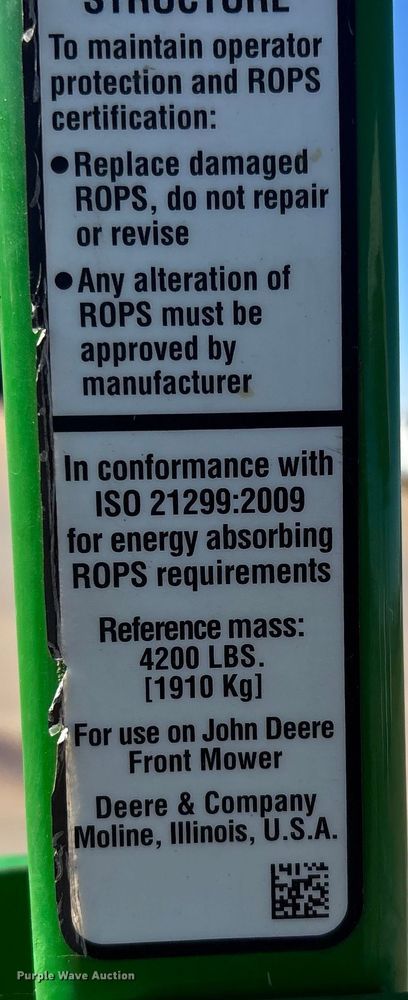 STRUCTURE
To maintain operator
protection and ROPS
certification:
●Replace damaged
ROPS, do not repair
or revise
●Any alteration of
ROPS must be
approved by
manufacturer
In conformance with
ISO 21299:2009
for energy absorbing
ROPS requirements
Reference mass:
4200 LBS.
[1910 Kg]
For use on John Deere
Front Mower
Deere & Company
Moline, Illinois, U.S.A.
Purple Wave Auction